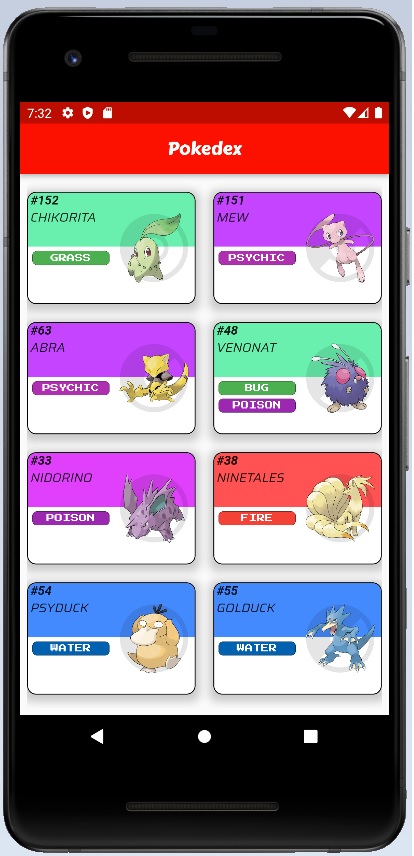 7:32
Pokedex
#152
CHIKORITA
GRASS
#151
MEW
PSYCHIC
#63
ABRA
PSYCHIC
#48
VENONAT
BUG
POISON
#33
NIDORINO
POISON
#38
NINETALES
FIRE
#54
PSYDUCK
WATER
#55
GOLDUCK
WATER